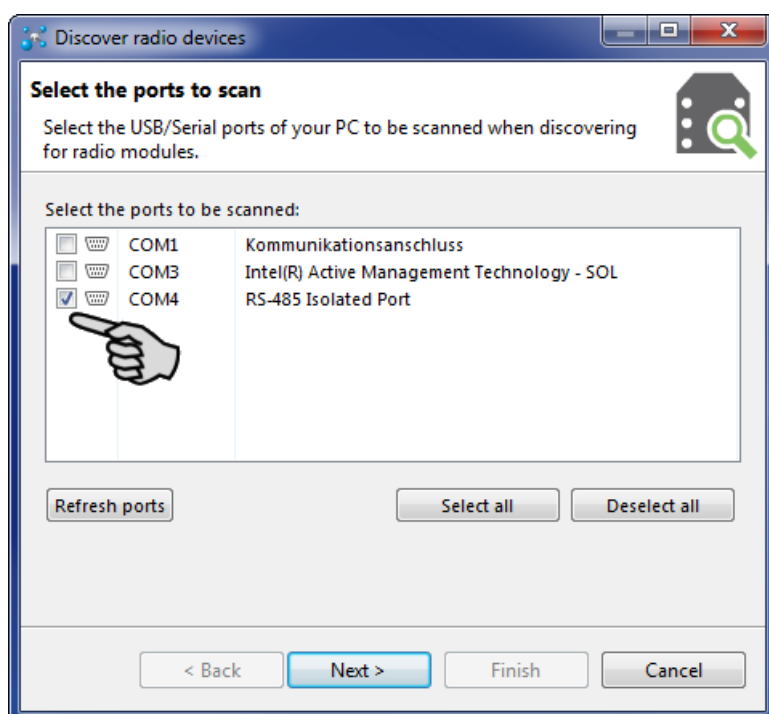 Discover radio devices
Select the ports to scan
Select the USB/Serial ports of your PC to be scanned when discovering
for radio modules.
Select the ports to be scanned:
COM1 Kommunikationsanschluss
COM3 Intel(R) Active Management Technology - SOL
COM4 RS-485 Isolated Port
Refresh ports Select all Deselect all
< Back Next > Finish Cancel